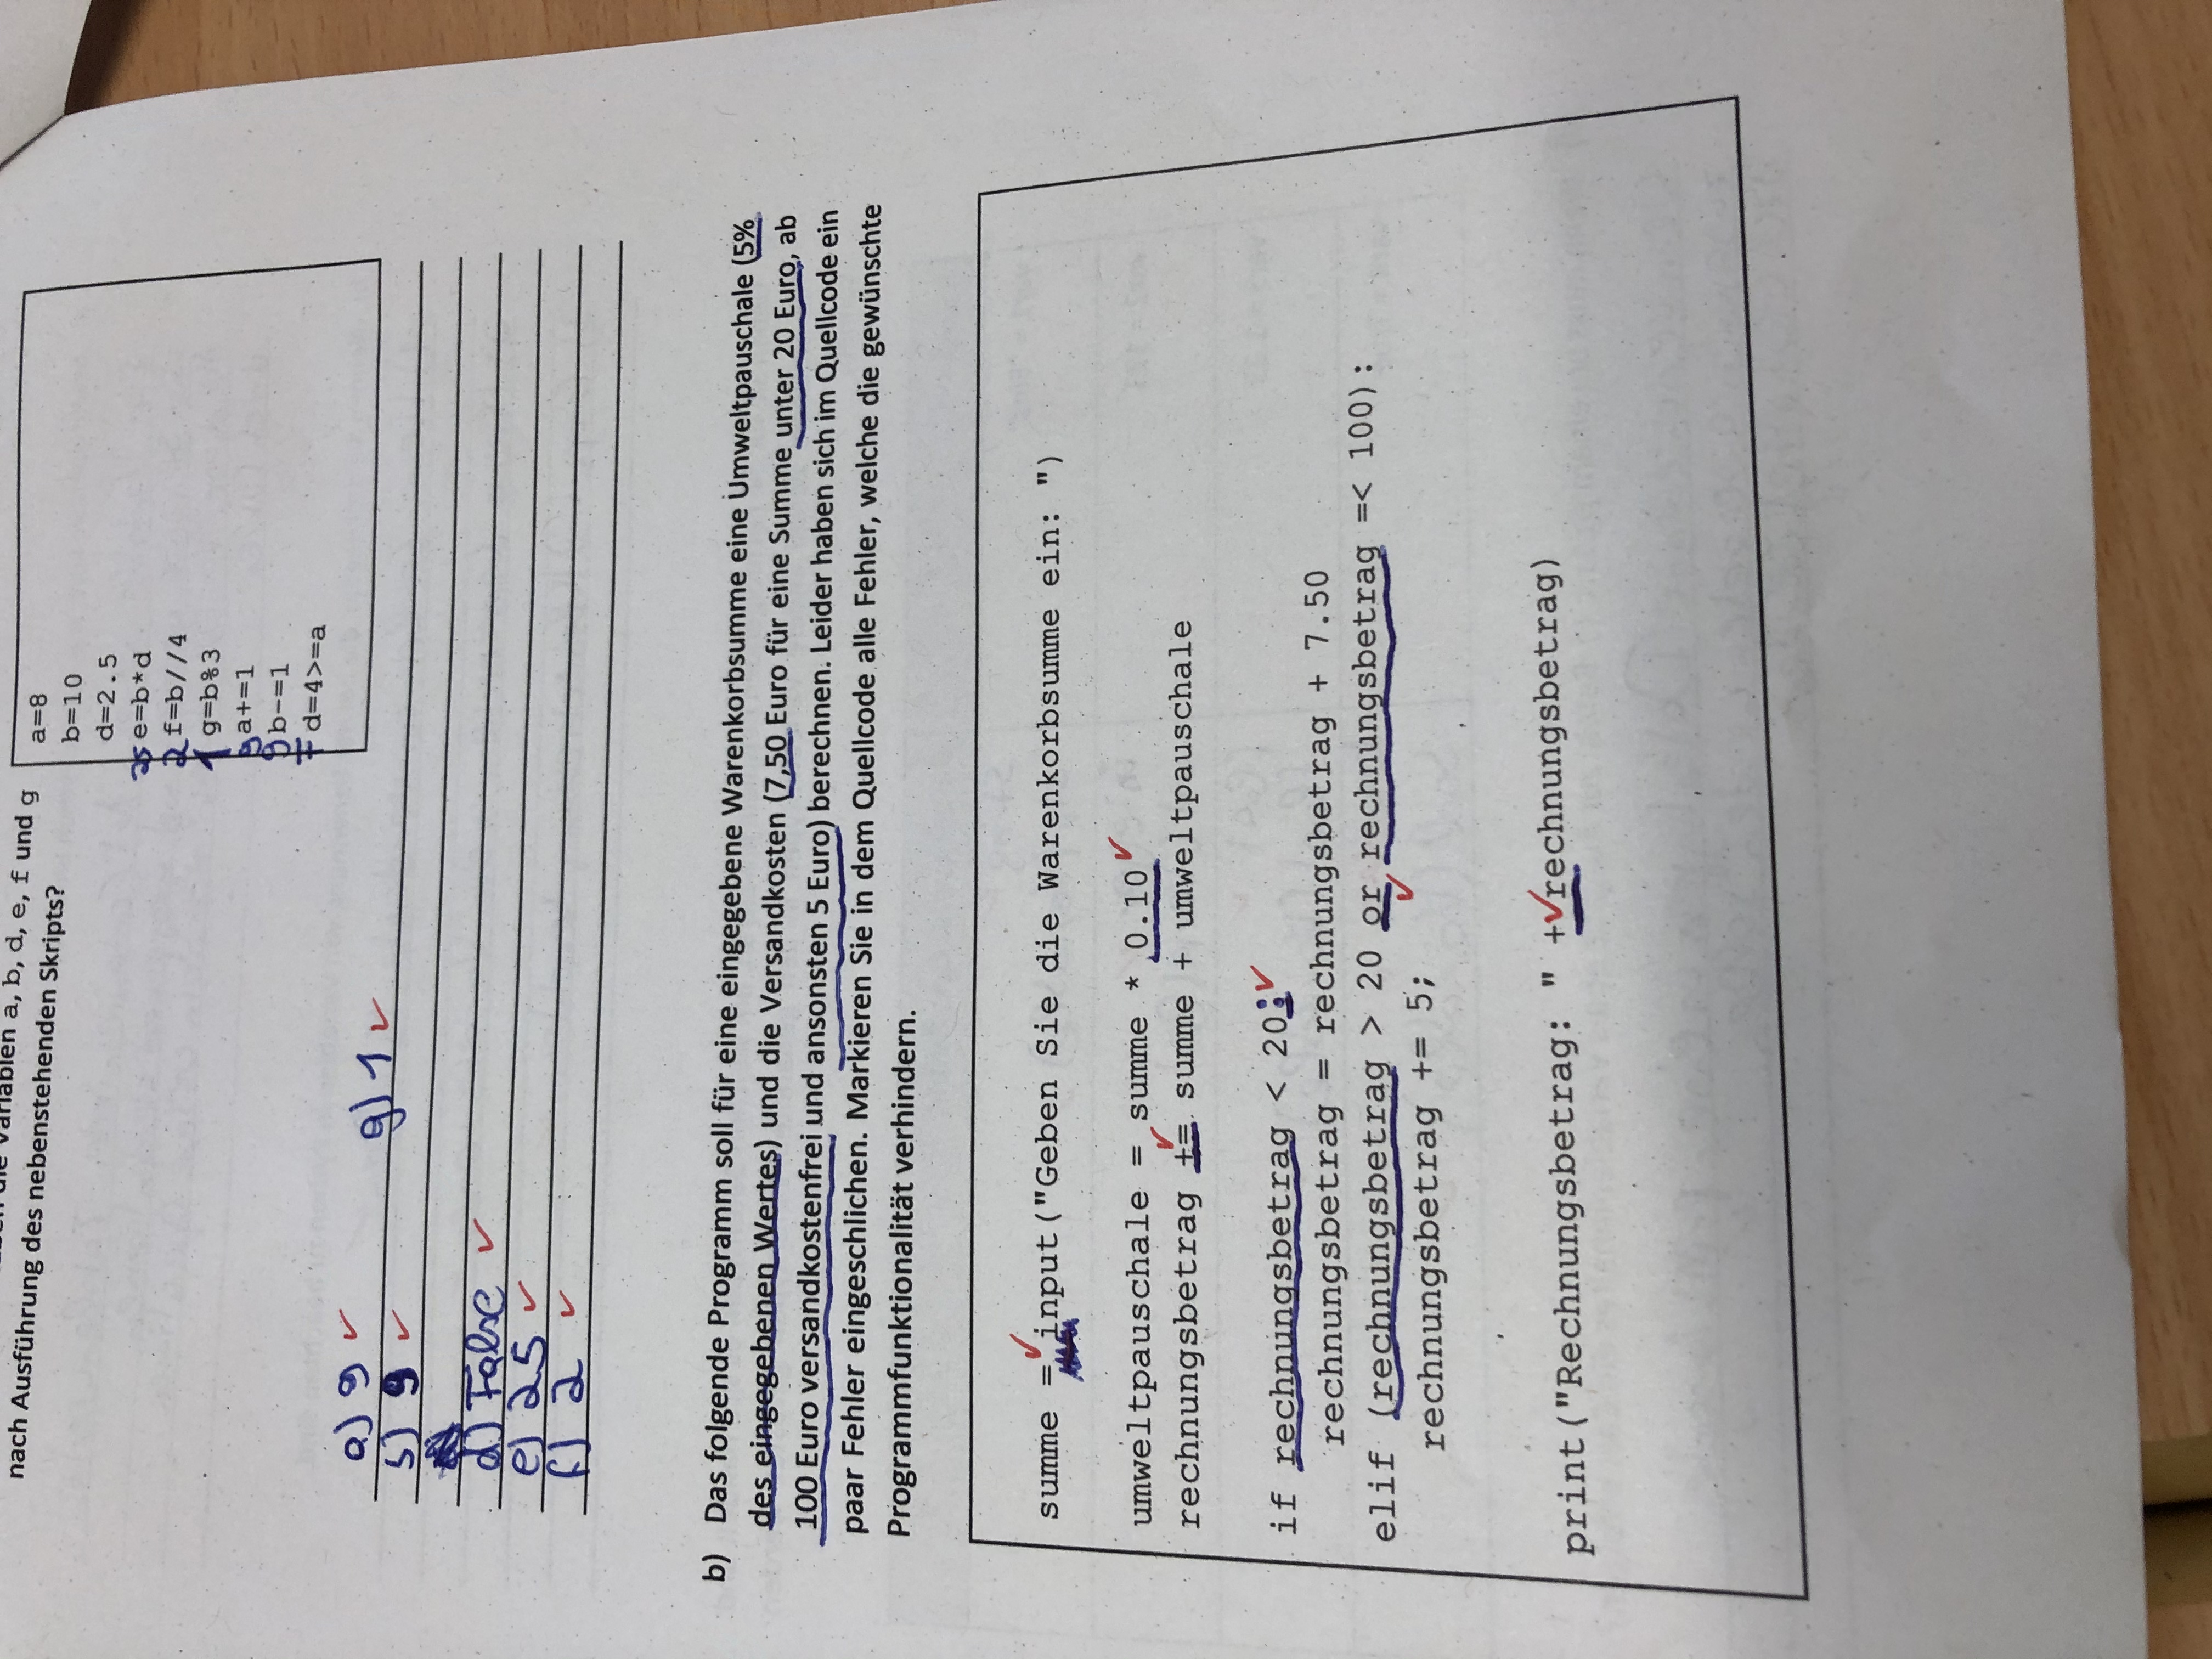 die Variablen a, b, d, e, f und g
nach Ausführung des nebenstehenden Skripts?
a=8
b=10
d=2.5
25 e=b*d
2 f=b//4
1 g=b%3
9 a+=1
9 b-=1
F d=4>=a
a) 9 ✓
g) 1 ✓
b) 9 ✓
d) False ✓
e) 25 ✓
f) 2 ✓
b) Das folgende Programm soll für eine eingegebene Warenkorbsumme eine Umweltpauschale (5%
des eingegebenen Wertes) und die Versandkosten (7,50 Euro für eine Summe unter 20 Euro, ab
100 Euro versandkostenfrei und ansonsten 5 Euro) berechnen. Leider haben sich im Quellcode ein
paar Fehler eingeschlichen. Markieren Sie in dem Quellcode alle Fehler, welche die gewünschte
Programmfunktionalität verhindern.
summe = input("Geben Sie die Warenkorbsumme ein: ")
umweltpauschale = summe * 0.10
rechnungsbetrag += summe + umweltpauschale
if rechnungsbetrag < 20;
rechnungsbetrag = rechnungsbetrag + 7.50
elif (rechnungsbetrag > 20 or rechnungsbetrag =< 100):
rechnungsbetrag += 5;
print("Rechnungsbetrag: " + rechnungsbetrag)